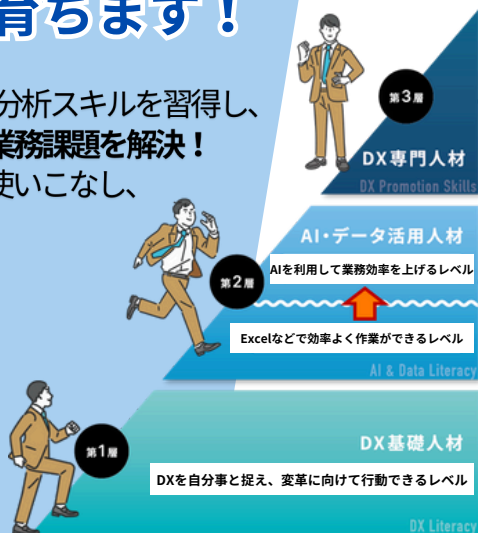 育ちます！
分析スキルを習得し、
業務課題を解決！
使いこなし、
第3層
DX専門人材
DX Promotion Skills
AI・データ活用人材
AIを利用して業務効率を上げるレベル
第2層
Excelなどで効率よく作業ができるレベル
AI & Data Literacy
DX基礎人材
第1層
DXを自分事と捉え、変革に向けて行動できるレベル
DX Literacy